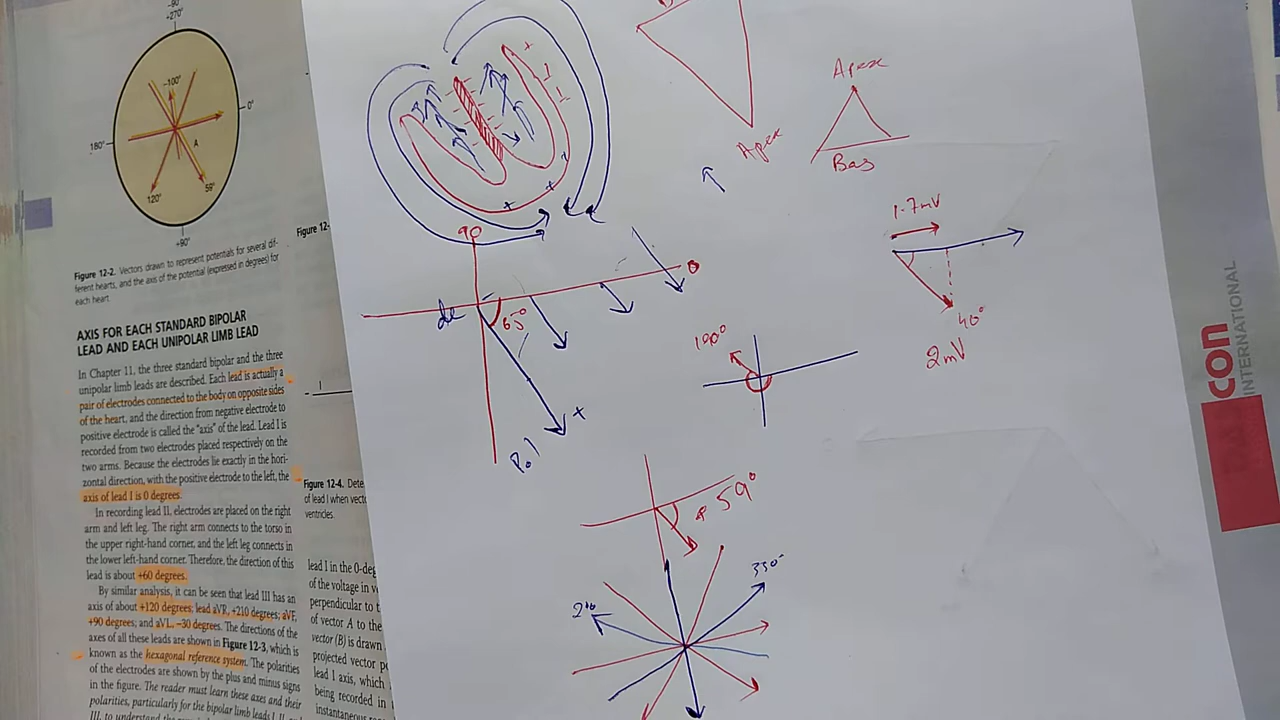 -90°
+270°
-100°
0°
180°
A
120°
59°
+90°
Figure 12-2. Vectors drawn to represent potentials for several dif-
ferent hearts, and the axis of the potential (expressed in degrees) for
each heart.
AXIS FOR EACH STANDARD BIPOLAR
LEAD AND EACH UNIPOLAR LIMB LEAD
In Chapter 11, the three standard bipolar and the three
unipolar limb leads are described. Each lead is actually a
pair of electrodes connected to the body on opposite sides
of the heart, and the direction from negative electrode to
positive electrode is called the "axis" of the lead. Lead I is
recorded from two electrodes placed respectively on the
two arms. Because the electrodes lie exactly in the hori-
zontal direction, with the positive electrode to the left, the
axis of lead I is 0 degrees.
In recording lead II, electrodes are placed on the right
arm and left leg. The right arm connects to the torso in
the upper right-hand corner, and the left leg connects in
the lower left-hand corner. Therefore, the direction of this
lead is about +60 degrees.
By similar analysis, it can be seen that lead III has an
axis of about +120 degrees; lead aVR, +210 degrees; aVF,
+90 degrees; and aVL, −30 degrees. The directions of the
axes of all these leads are shown in Figure 12-3, which is
known as the hexagonal reference system. The polarities
of the electrodes are shown by the plus and minus signs
in the figure. The reader must learn these axes and their
polarities, particularly for the bipolar limb leads I, II, and
III, to understand the
Figure 12-
Figure 12-4. Dete
of lead I when vect
ventricles.
lead I in the 0-deg
of the voltage in v
perpendicular to t
of vector A to the
vector (B) is drawn
projected vector p
lead I axis, which
being recorded in
instantaneous
Apex
Apex
Bas
1.7mV
40°
2mV
90
0
de
65°
+
Pol
100°
59°
330°
CON
INTERNATIONAL